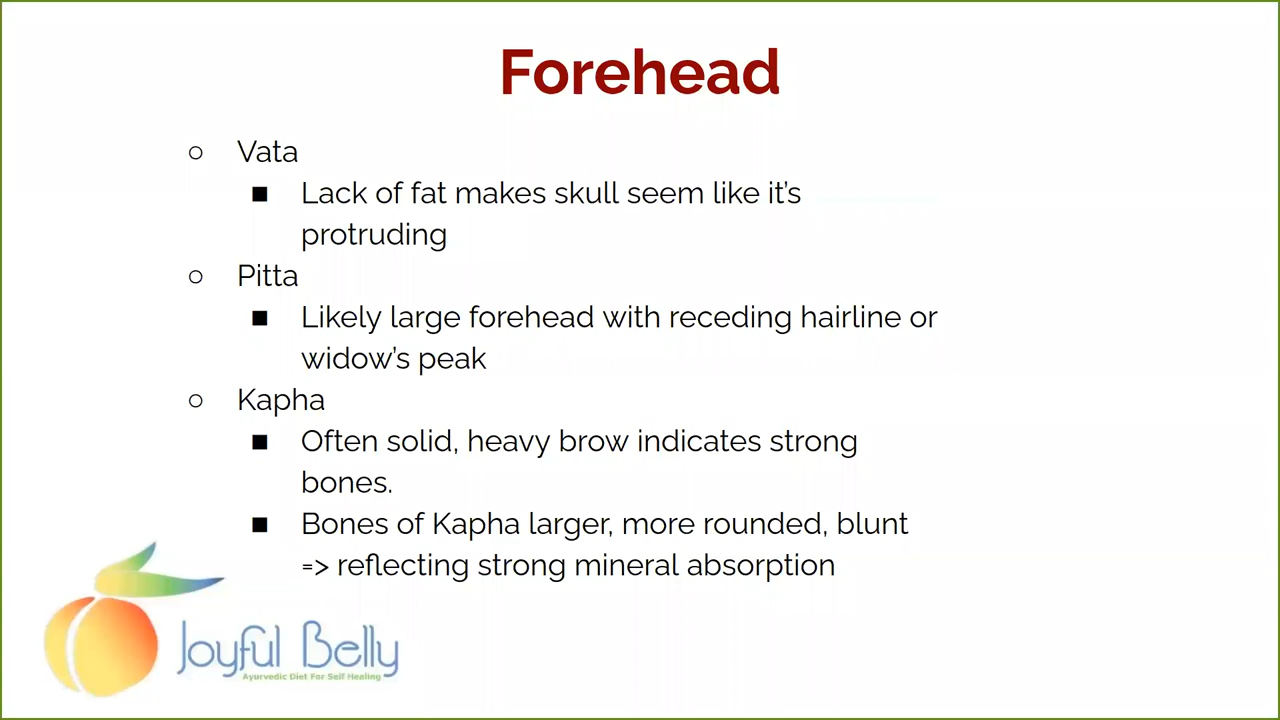 Forehead
○ Vata
■ Lack of fat makes skull seem like it's
protruding
○ Pitta
■ Likely large forehead with receding hairline or
widow's peak
○ Kapha
■ Often solid, heavy brow indicates strong
bones.
■ Bones of Kapha larger, more rounded, blunt
=> reflecting strong mineral absorption
Joyful Belly
Ayurvedic Diet For Self Healing